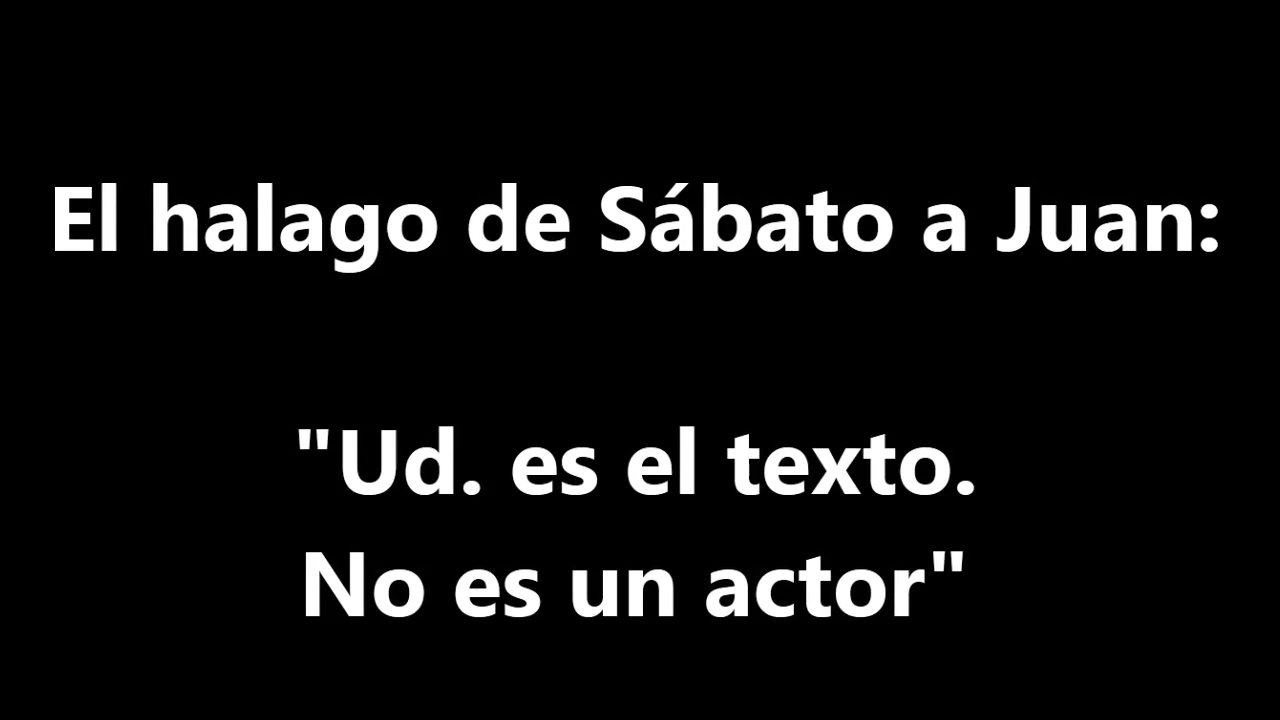 El halago de Sábato a Juan:
"Ud. es el texto.
No es un actor"